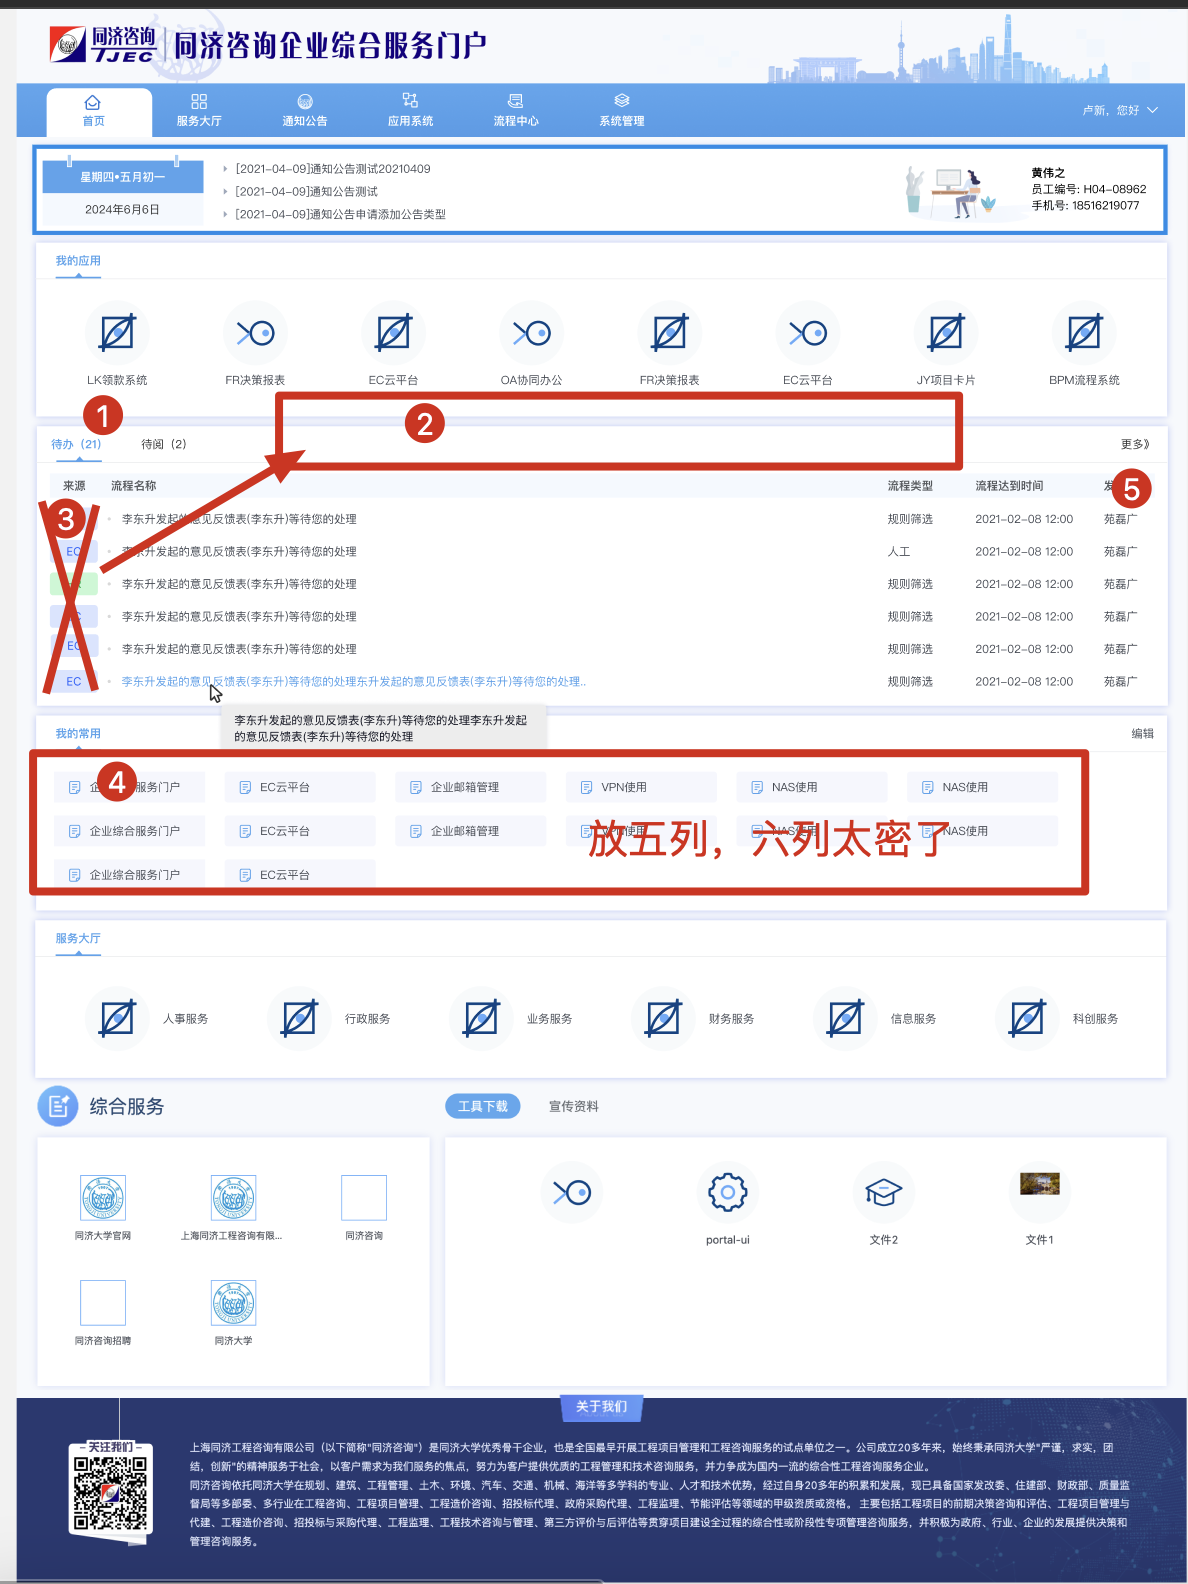 同济咨询
TJEC
同济咨询企业综合服务门户
首页
服务大厅
通知公告
应用系统
流程中心
系统管理
卢新，您好
星期四•五月初一
2024年6月6日
[2021-04-09]通知公告测试20210409
[2021-04-09]通知公告测试
[2021-04-09]通知公告申请添加公告类型
黄伟之
员工编号: H04-08962
手机号: 18516219077
我的应用
LK领款系统
FR决策报表
EC云平台
OA协同办公
FR决策报表
EC云平台
JY项目卡片
BPM流程系统
1
2
待办（21）
待阅（2）
更多》
来源
流程名称
流程类型
流程达到时间
发
5
3
李东升发起的意见反馈表(李东升)等待您的处理
规则筛选
2021-02-08 12:00
苑磊广
EC
李东升发起的意见反馈表(李东升)等待您的处理
人工
2021-02-08 12:00
苑磊广
李东升发起的意见反馈表(李东升)等待您的处理
规则筛选
2021-02-08 12:00
苑磊广
李东升发起的意见反馈表(李东升)等待您的处理
规则筛选
2021-02-08 12:00
苑磊广
EC
李东升发起的意见反馈表(李东升)等待您的处理
规则筛选
2021-02-08 12:00
苑磊广
EC
李东升发起的意见反馈表(李东升)等待您的处理东升发起的意见反馈表(李东升)等待您的处理..
规则筛选
2021-02-08 12:00
苑磊广
李东升发起的意见反馈表(李东升)等待您的处理李东升发起
的意见反馈表(李东升)等待您的处理
我的常用
编辑
4
企 服务门户
EC云平台
企业邮箱管理
VPN使用
NAS使用
NAS使用
企业综合服务门户
EC云平台
企业邮箱管理
VPN使用
NAS使用
NAS使用
放五列，六列太密了
企业综合服务门户
EC云平台
服务大厅
人事服务
行政服务
业务服务
财务服务
信息服务
科创服务
综合服务
工具下载
宣传资料
同济大学官网
上海同济工程咨询有限...
同济咨询
同济咨询招聘
同济大学
portal-ui
文件2
文件1
关于我们
关注我们
上海同济工程咨询有限公司（以下简称"同济咨询"）是同济大学优秀骨干企业，也是全国最早开展工程项目管理和工程咨询服务的试点单位之一。公司成立20多年来，始终秉承同济大学"严谨，求实，团
结，创新"的精神服务于社会，以客户需求为我们服务的焦点，努力为客户提供优质的工程管理和技术咨询服务，并力争成为国内一流的综合性工程咨询服务企业。
同济咨询依托同济大学在规划、建筑、工程管理、土木、环境、汽车、交通、机械、海洋等多学科的专业、人才和技术优势，经过自身20多年的积累和发展，现已具备国家发改委、住建部、财政部、质量监
督局等多部委、多行业在工程咨询、工程项目管理、工程造价咨询、招投标代理、政府采购代理、工程监理、节能评估等领域的甲级资质或资格。主要包括工程项目的前期决策咨询和评估、工程项目管理与
代建、工程造价咨询、招投标与采购代理、工程监理、工程技术咨询与管理、第三方评价与后评估等贯穿项目建设全过程的综合性或阶段性专项管理咨询服务，并积极为政府、行业、企业的发展提供决策和
管理咨询服务。